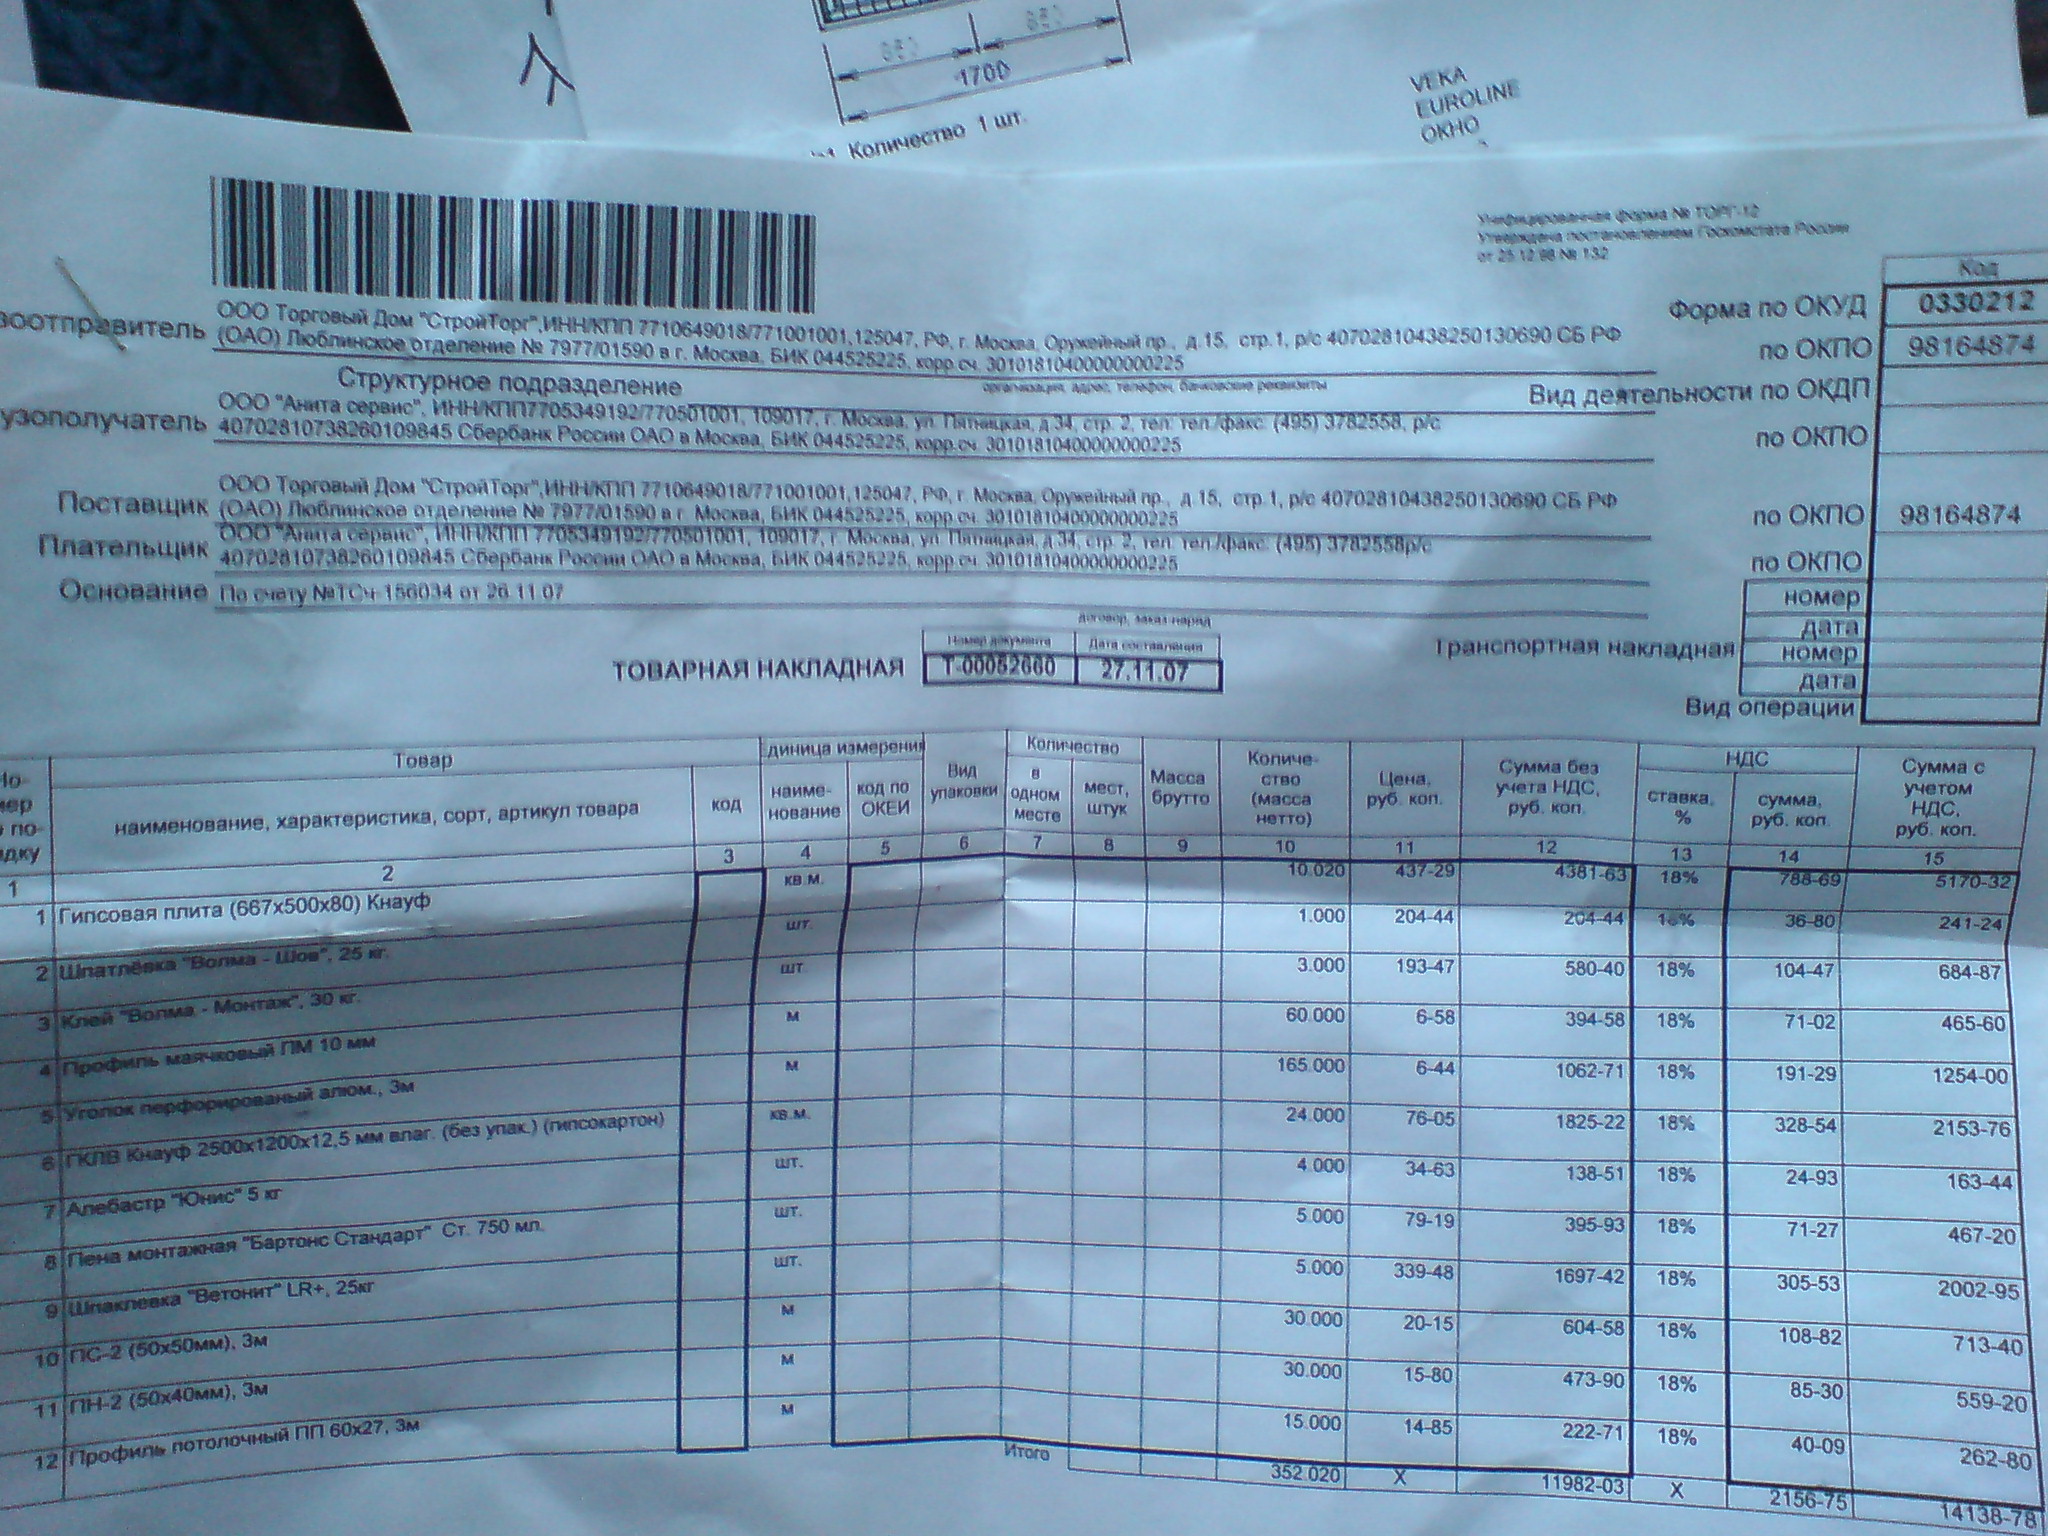 850 850
1700
Количество 1 шт.
VEKA
EUROLINE
ОКНО
Унифицированная форма № ТОРГ-12
Утверждена постановлением Госкомстата России
от 25.12.98 № 132
Код
Форма по ОКУД 0330212
зоотправитель ООО Торговый Дом "СтройТорг",ИНН/КПП 7710649018/771001001,125047, РФ, г. Москва, Оружейный пр., д.15, стр.1, р/с 40702810438250130690 СБ РФ
(ОАО) Люблинское отделение № 7977/01590 в г. Москва, БИК 044525225, корр.сч. 30101810400000000225
по ОКПО 98164874
Структурное подразделение
организация, адрес, телефон, банковские реквизиты
Вид деятельности по ОКДП
узополучатель ООО "Анита сервис", ИНН/КПП7705349192/770501001, 109017, г. Москва, ул. Пятницкая, д.34, стр. 2, тел: тел./факс: (495) 3782558, р/с
40702810738260109845 Сбербанк России ОАО в Москва, БИК 044525225, корр.сч. 30101810400000000225
по ОКПО
Поставщик ООО Торговый Дом "СтройТорг",ИНН/КПП 7710649018/771001001,125047, РФ, г. Москва, Оружейный пр., д.15, стр.1, р/с 40702810438250130690 СБ РФ
(ОАО) Люблинское отделение № 7977/01590 в г. Москва, БИК 044525225, корр.сч. 30101810400000000225
по ОКПО 98164874
Плательщик ООО "Анита сервис", ИНН/КПП 7705349192/770501001, 109017, г. Москва, ул. Пятницкая, д.34, стр. 2, тел: тел./факс: (495) 3782558р/с
40702810738260109845 Сбербанк России ОАО в Москва, БИК 044525225, корр.сч. 30101810400000000225
по ОКПО
Основание По счету №ТСч-156034 от 26.11.07
договор, заказ-наряд
номер
дата
Транспортная накладная номер
дата
Вид операции
Номер документа Дата составления
ТОВАРНАЯ НАКЛАДНАЯ Т-00052660 27.11.07
Но-
мер
по-
дку
Товар
наименование, характеристика, сорт, артикул товара
код
диница измерения
наиме-
нование
код по
ОКЕИ
Вид
упаковки
Количество
в
одном
месте
мест,
штук
Масса
брутто
Количе-
ство
(масса
нетто)
Цена,
руб. коп.
Сумма без
учета НДС,
руб. коп.
НДС
ставка,
%
сумма,
руб. коп.
Сумма с
учетом
НДС,
руб. коп.
1 2 3 4 5 6 7 8 9 10 11 12 13 14 15
1 Гипсовая плита (667х500х80) Кнауф кв.м. 10.020 437-29 4381-63 18% 788-69 5170-32
2 Шпатлёвка "Волма - Шов", 25 кг. шт. 1.000 204-44 204-44 18% 36-80 241-24
3 Клей "Волма - Монтаж", 30 кг. шт. 3.000 193-47 580-40 18% 104-47 684-87
4 Профиль маячковый ПМ 10 мм м 60.000 6-58 394-58 18% 71-02 465-60
5 Уголок перфорированый алюм., 3м м 165.000 6-44 1062-71 18% 191-29 1254-00
6 ГКЛВ Кнауф 2500х1200х12,5 мм влаг. (без упак.) (гипсокартон) кв.м. 24.000 76-05 1825-22 18% 328-54 2153-76
7 Алебастр "Юнис" 5 кг шт. 4.000 34-63 138-51 18% 24-93 163-44
8 Пена монтажная "Бартонс Стандарт" Ст. 750 мл. шт. 5.000 79-19 395-93 18% 71-27 467-20
9 Шпаклевка "Ветонит" LR+, 25кг шт. 5.000 339-48 1697-42 18% 305-53 2002-95
10 ПС-2 (50х50мм), 3м м 30.000 20-15 604-58 18% 108-82 713-40
11 ПН-2 (50х40мм), 3м м 30.000 15-80 473-90 18% 85-30 559-20
12 Профиль потолочный ПП 60х27, 3м м 15.000 14-85 222-71 18% 40-09 262-80
Итого 352.020 Х 11982-03 Х 2156-75 14138-78